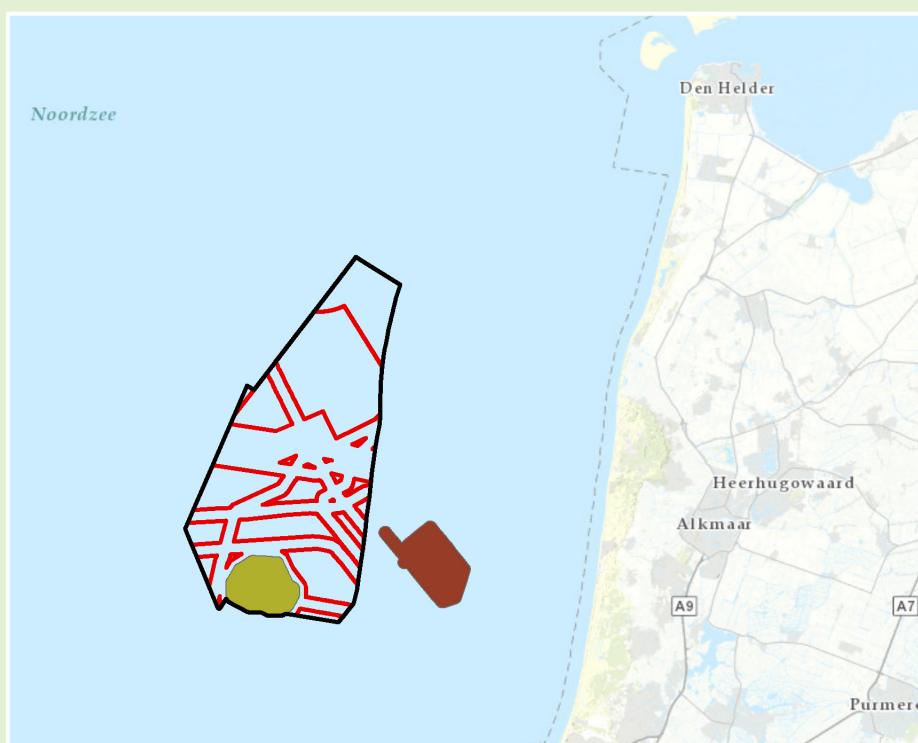 Den Helder
Noordzee
Heerhugowaard
Alkmaar
A9
A7
Purmere